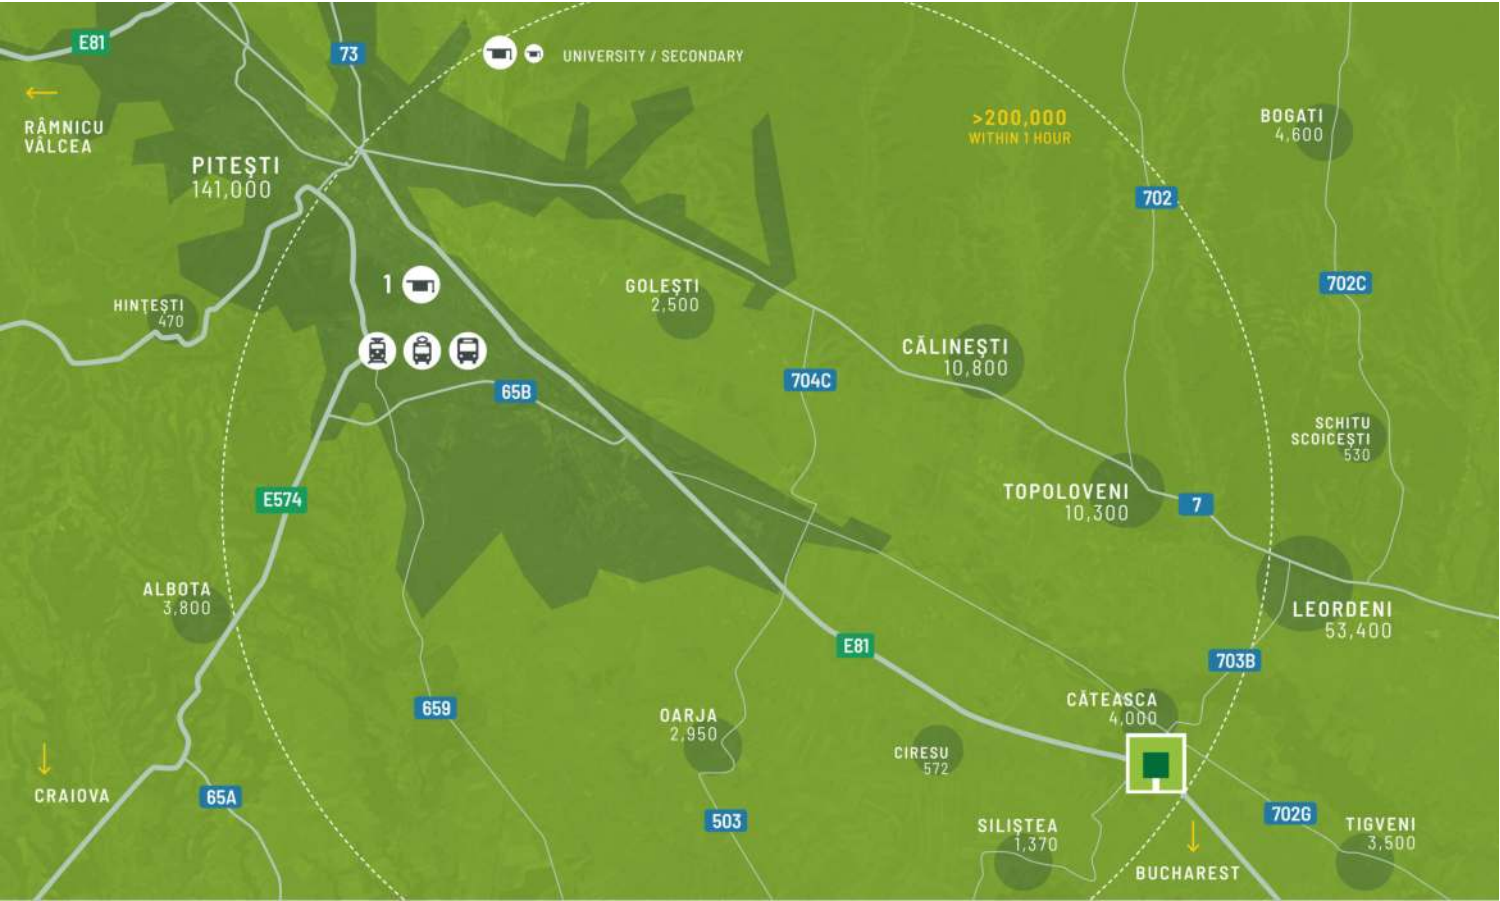 E81
73
UNIVERSITY / SECONDARY
RÂMNICU
VÂLCEA
PITEȘTI
141,000
>200,000
WITHIN 1 HOUR
BOGATI
4,600
702
702C
HINȚEȘTI
470
1
GOLEȘTI
2,500
CĂLINEȘTI
10,800
704C
65B
SCHITU
SCOICEȘTI
530
E574
TOPOLOVENI
10,300
7
ALBOTA
3,800
LEORDENI
53,400
E81
703B
659
OARJA
2,950
CĂTEASCA
4,000
CIRESU
572
CRAIOVA
65A
503
SILIȘTEA
1,370
702G
TIGVENI
3,500
BUCHAREST